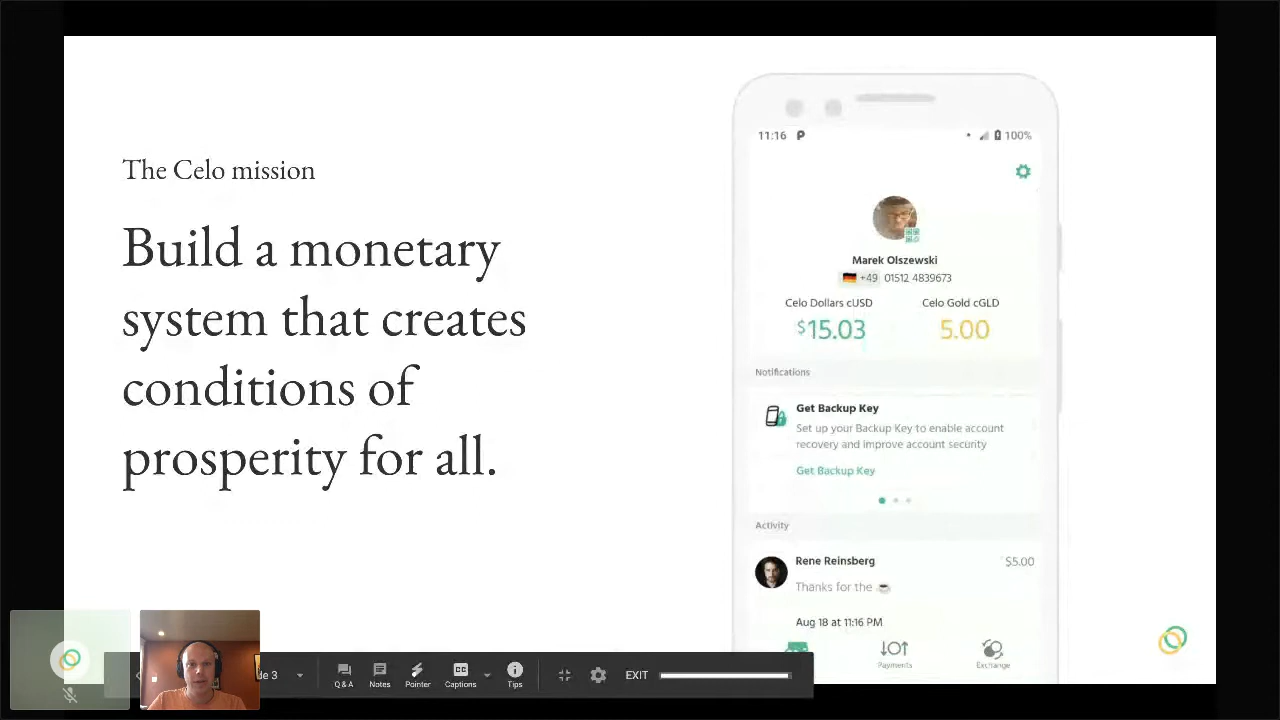 The Celo mission
Build a monetary
system that creates
conditions of
prosperity for all.
11:16
100%
Marek Olszewski
+49 01512 4839673
Celo Dollars cUSD
Celo Gold cGLD
$15.03
5.00
Notifications
Get Backup Key
Set up your Backup Key to enable account
recovery and improve account security
Get Backup Key
Activity
Rene Reinsberg
$5.00
Thanks for the ☕
Aug 18 at 11:16 PM
Payments
Exchange
de 3
Q & A
Notes
Pointer
CC
Captions
Tips
EXIT